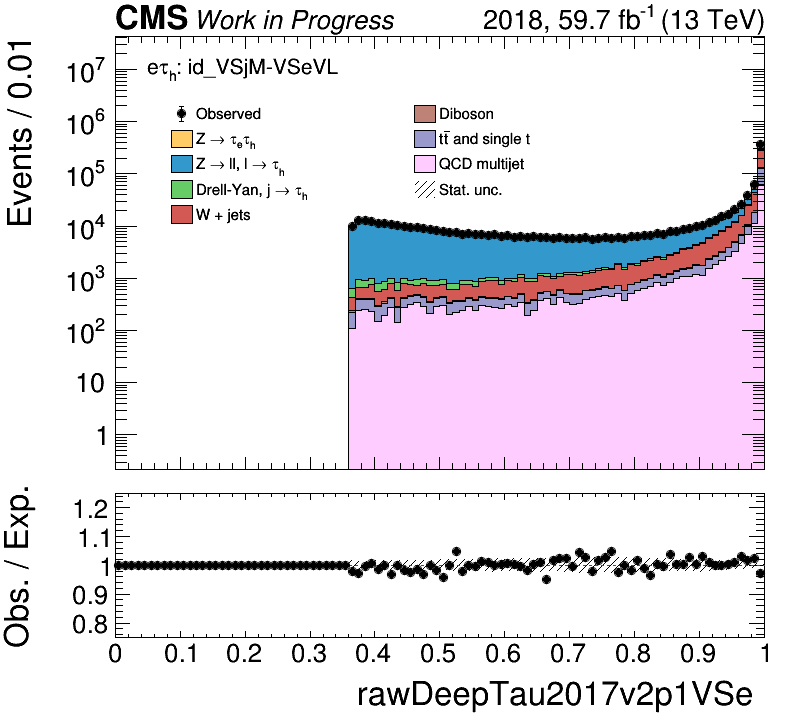 CMS Work in Progress 2018, 59.7 fb⁻¹ (13 TeV)
Events / 0.01
10⁷
10⁶
10⁵
10⁴
10³
10²
10
1
eτₕ: id_VSjM-VSeVL
Observed
Z → τₑτₕ
Z → ll, l → τₕ
Drell-Yan, j → τₕ
W + jets
Diboson
tt̄ and single t
QCD multijet
Stat. unc.
Obs. / Exp.
1.2
1.1
1
0.9
0.8
0 0.1 0.2 0.3 0.4 0.5 0.6 0.7 0.8 0.9 1
rawDeepTau2017v2p1VSe